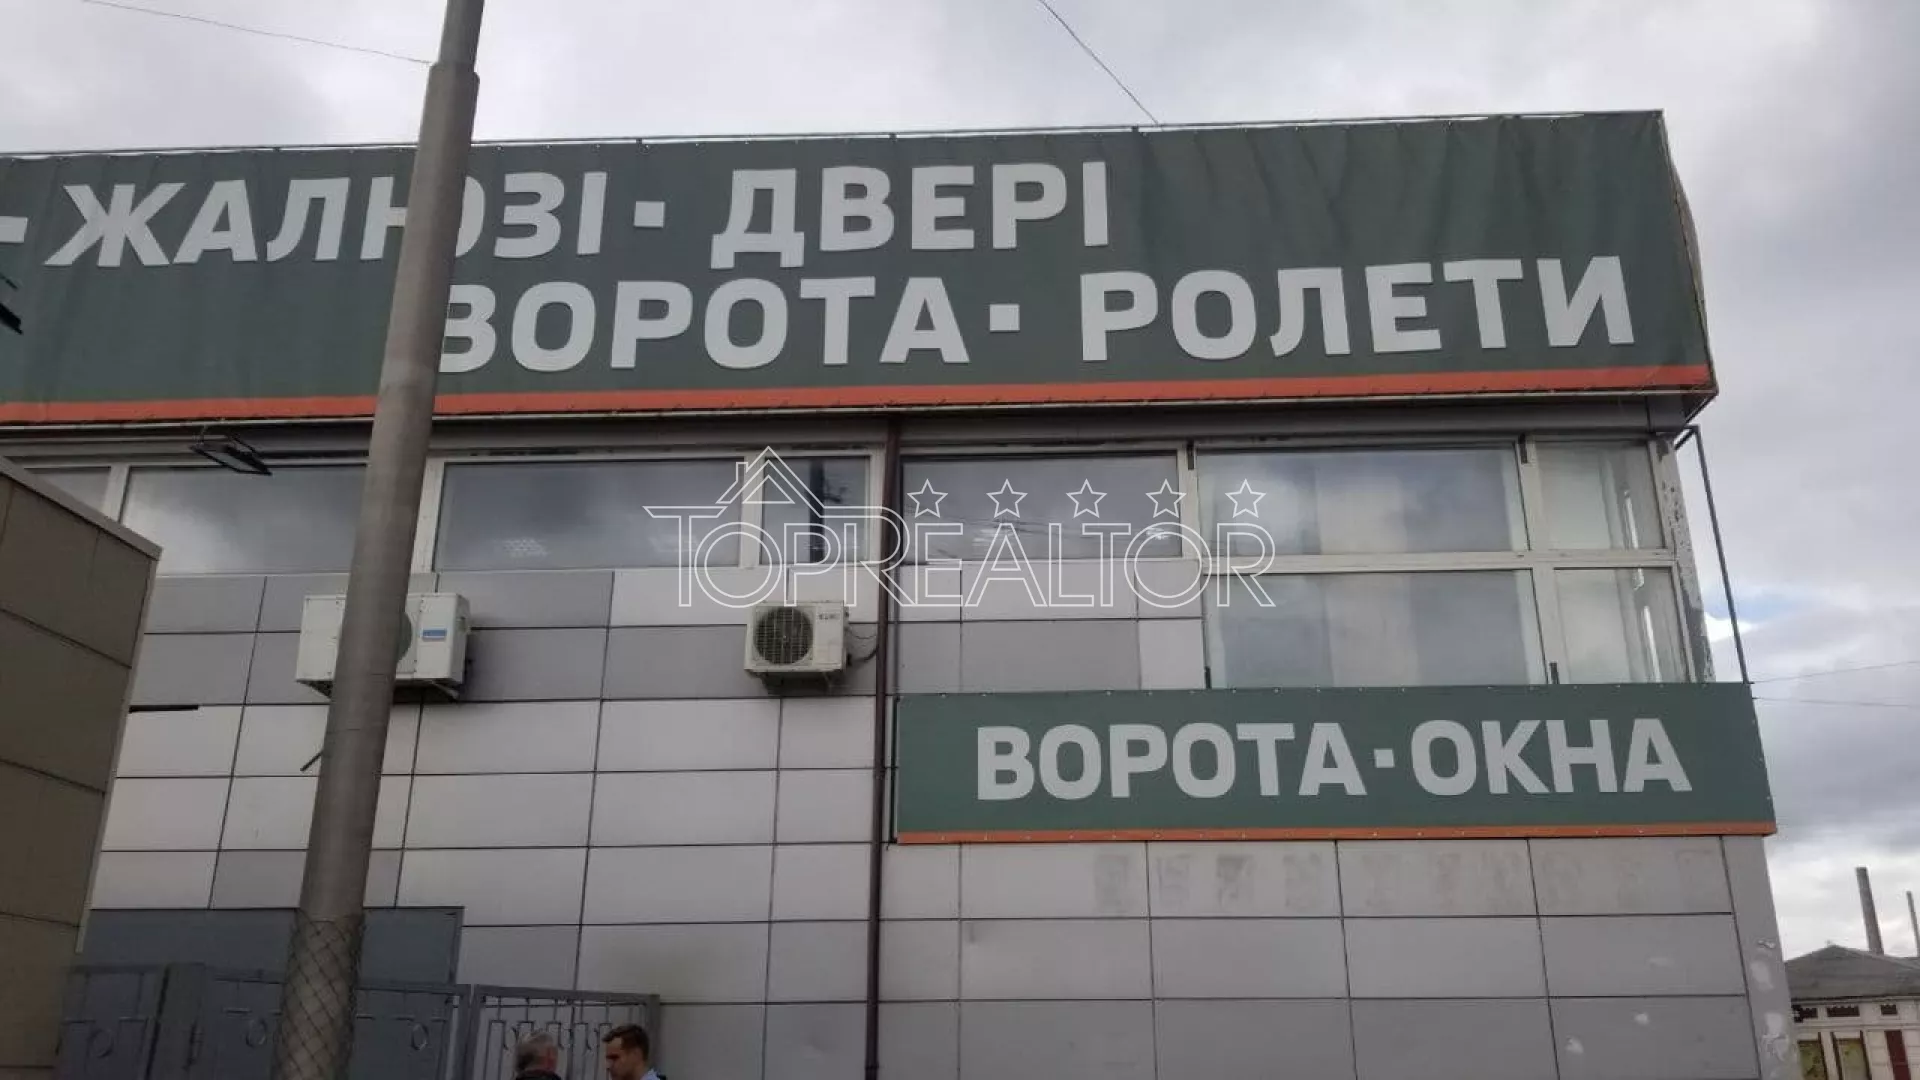 · ЖАЛЮЗІ · ДВЕРІ
ВОРОТА · РОЛЕТИ
TOPREALTOR
ВОРОТА · ОКНА